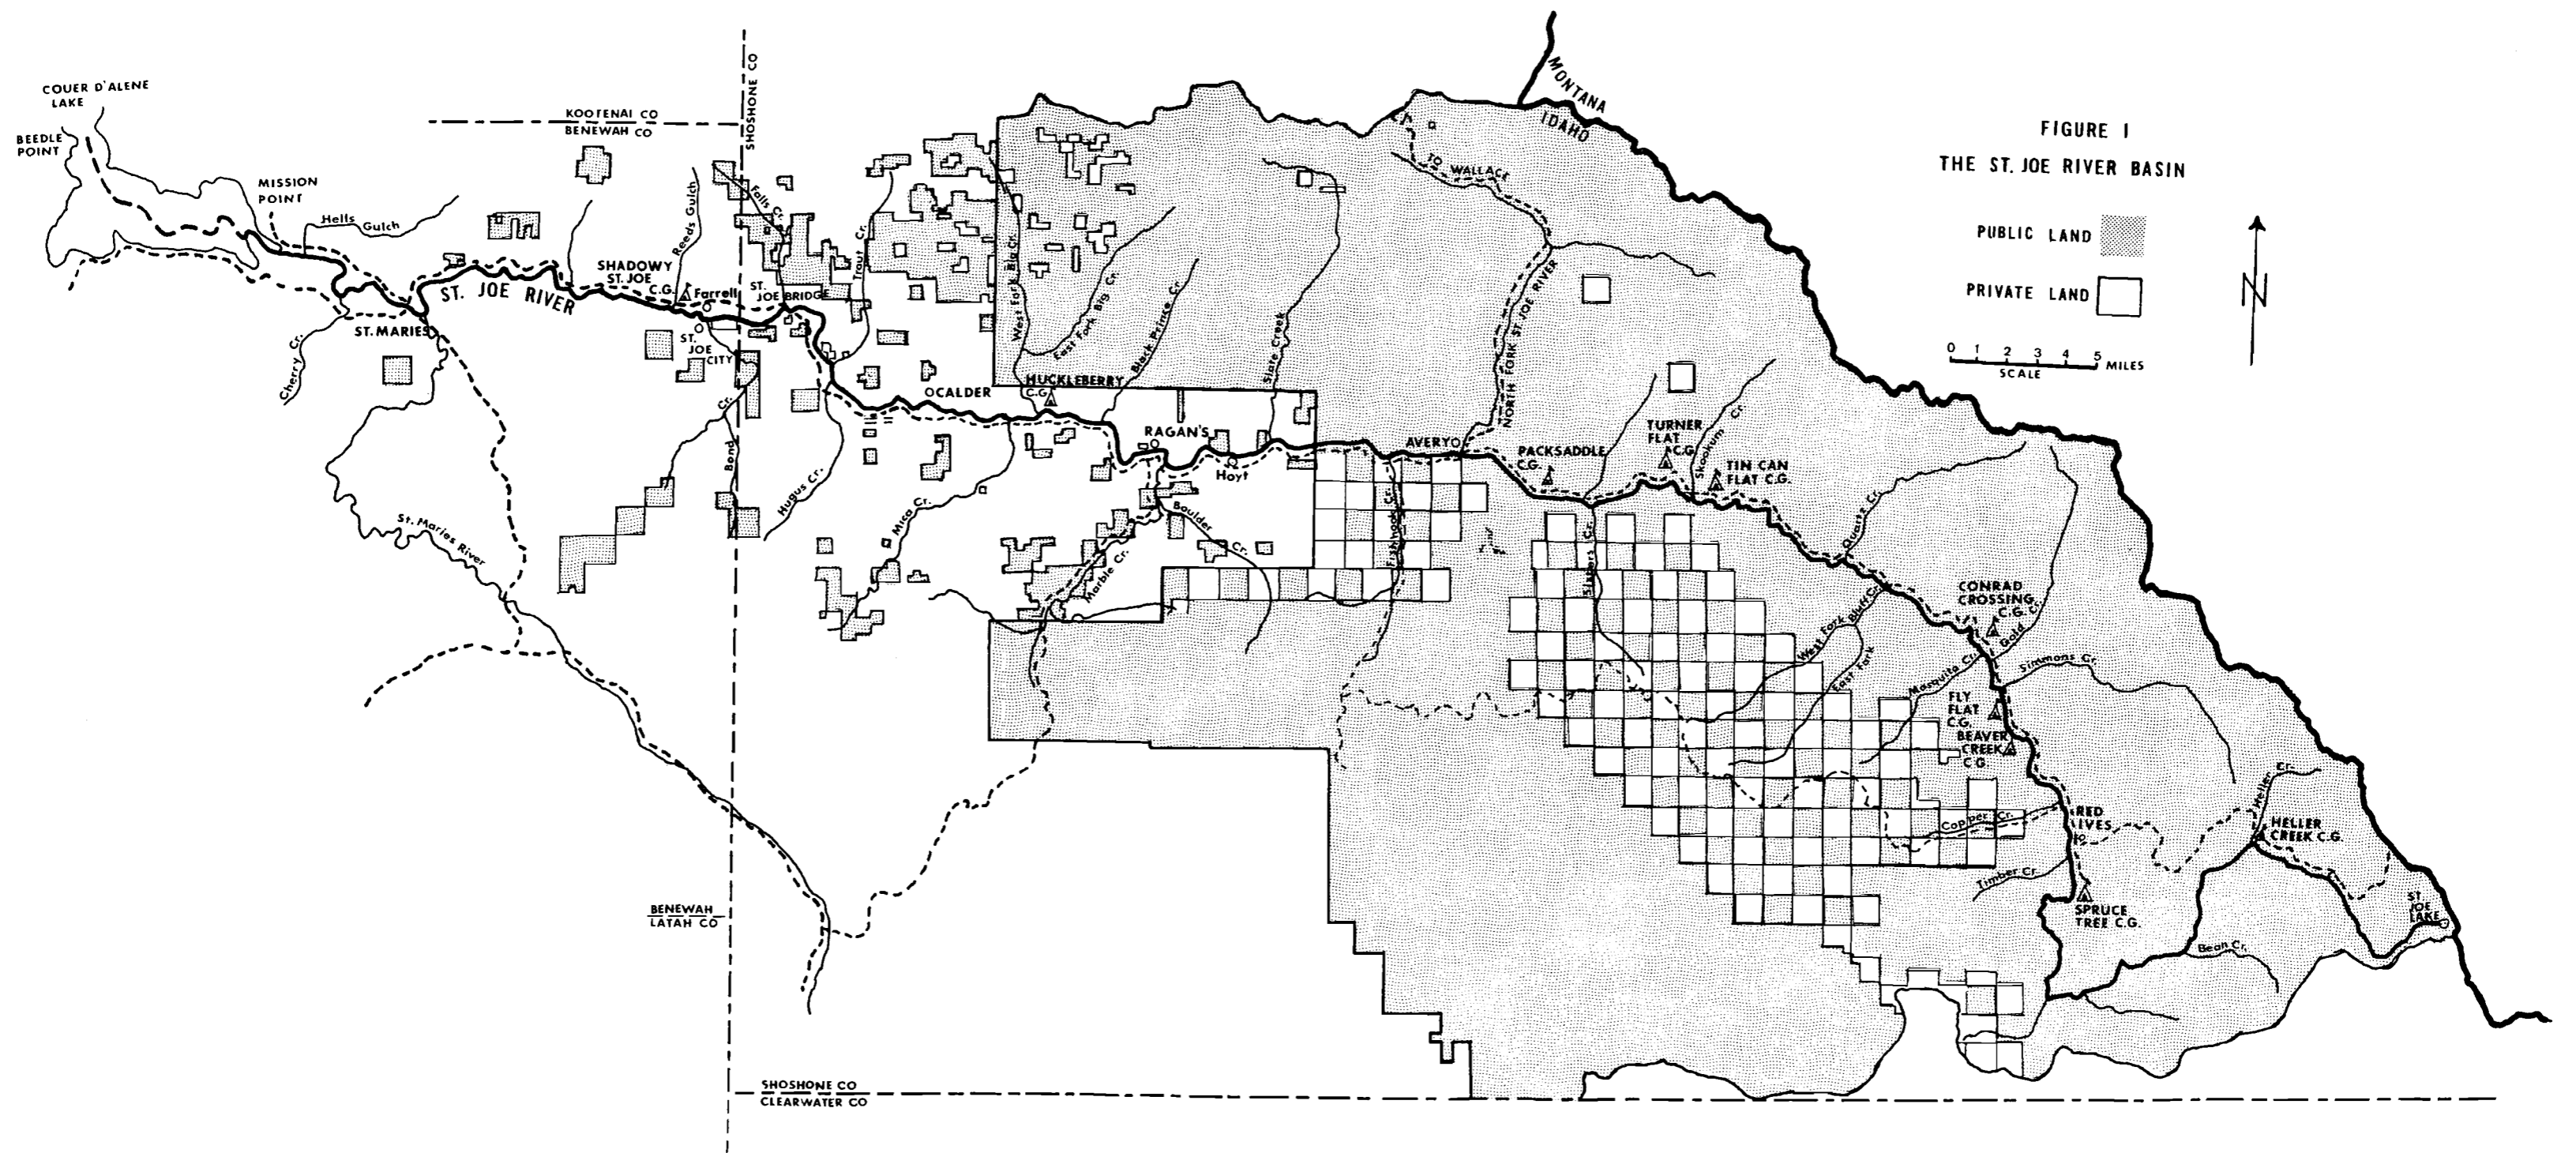 COUER D'ALENE
LAKE
BEEDLE
POINT
MISSION
POINT
Hells
Gulch
KOOTENAI CO
BENEWAH CO
SHOSHONE CO
MONTANA
IDAHO
FIGURE 1
THE ST. JOE RIVER BASIN
PUBLIC LAND
PRIVATE LAND
N
0 1 2 3 4 5 MILES
SCALE
TO WALLACE
NORTH FORK ST JOE RIVER
Reeds Gulch
Falls Cr.
Trout Cr.
West Fork Big Cr.
East Fork Big Cr.
Black Prince Cr.
Slate Creek
ST. JOE RIVER
SHADOWY
ST. JOE
C.G.
Farrell
ST.
JOE BRIDGE
ST.
JOE
CITY
ST. MARIES
Cherry Cr.
St. Maries River
Bond
Cr.
Hugus Cr.
CALDER
HUCKLEBERRY
C.G.
RAGAN'S
Hoyt
Mica Cr.
Marble Cr.
Boulder
Cr.
Fishhook Cr.
AVERY
PACKSADDLE
C.G.
TURNER
FLAT
C.G.
Skookum Cr.
TIN CAN
FLAT C.G.
Quartz Cr.
CONRAD
CROSSING
C.G.
Gold Cr.
Simmons Cr.
West Fork Bluff Cr.
East Fork
Mosquito Cr.
FLY
FLAT
C.G.
BEAVER
CREEK
C.G.
RED
IVES
Copper Cr.
Timber Cr.
SPRUCE
TREE C.G.
Heller Cr.
HELLER
CREEK C.G.
ST.
JOE
LAKE
Bean Cr.
BENEWAH
LATAH CO
SHOSHONE CO
CLEARWATER CO